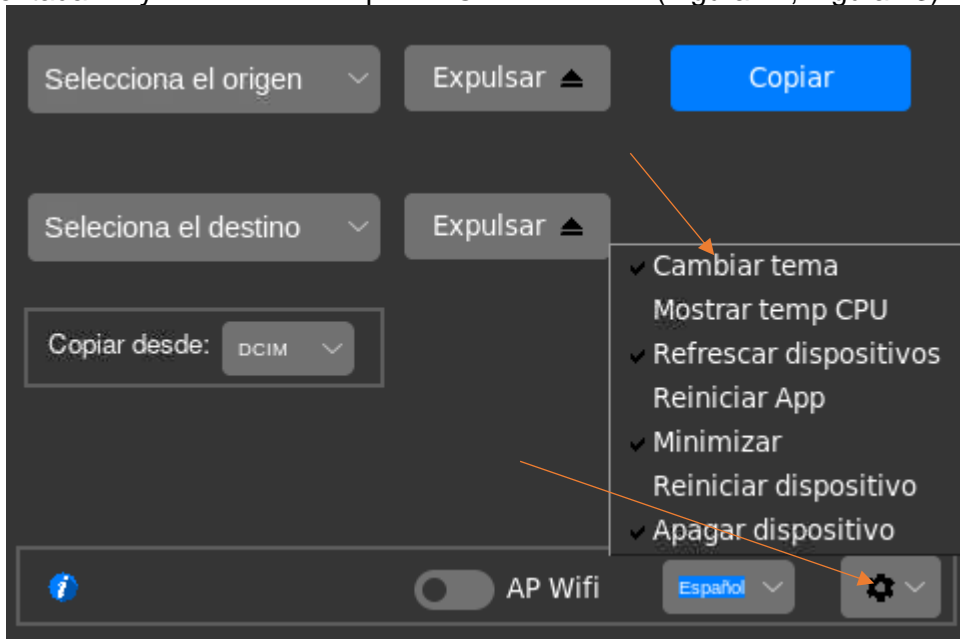 Selecciona el origen Expulsar Copiar
Seleciona el destino Expulsar
Cambiar tema
Mostrar temp CPU
Copiar desde: DCIM
Refrescar dispositivos
Reiniciar App
Minimizar
Reiniciar dispositivo
Apagar dispositivo
AP Wifi Español